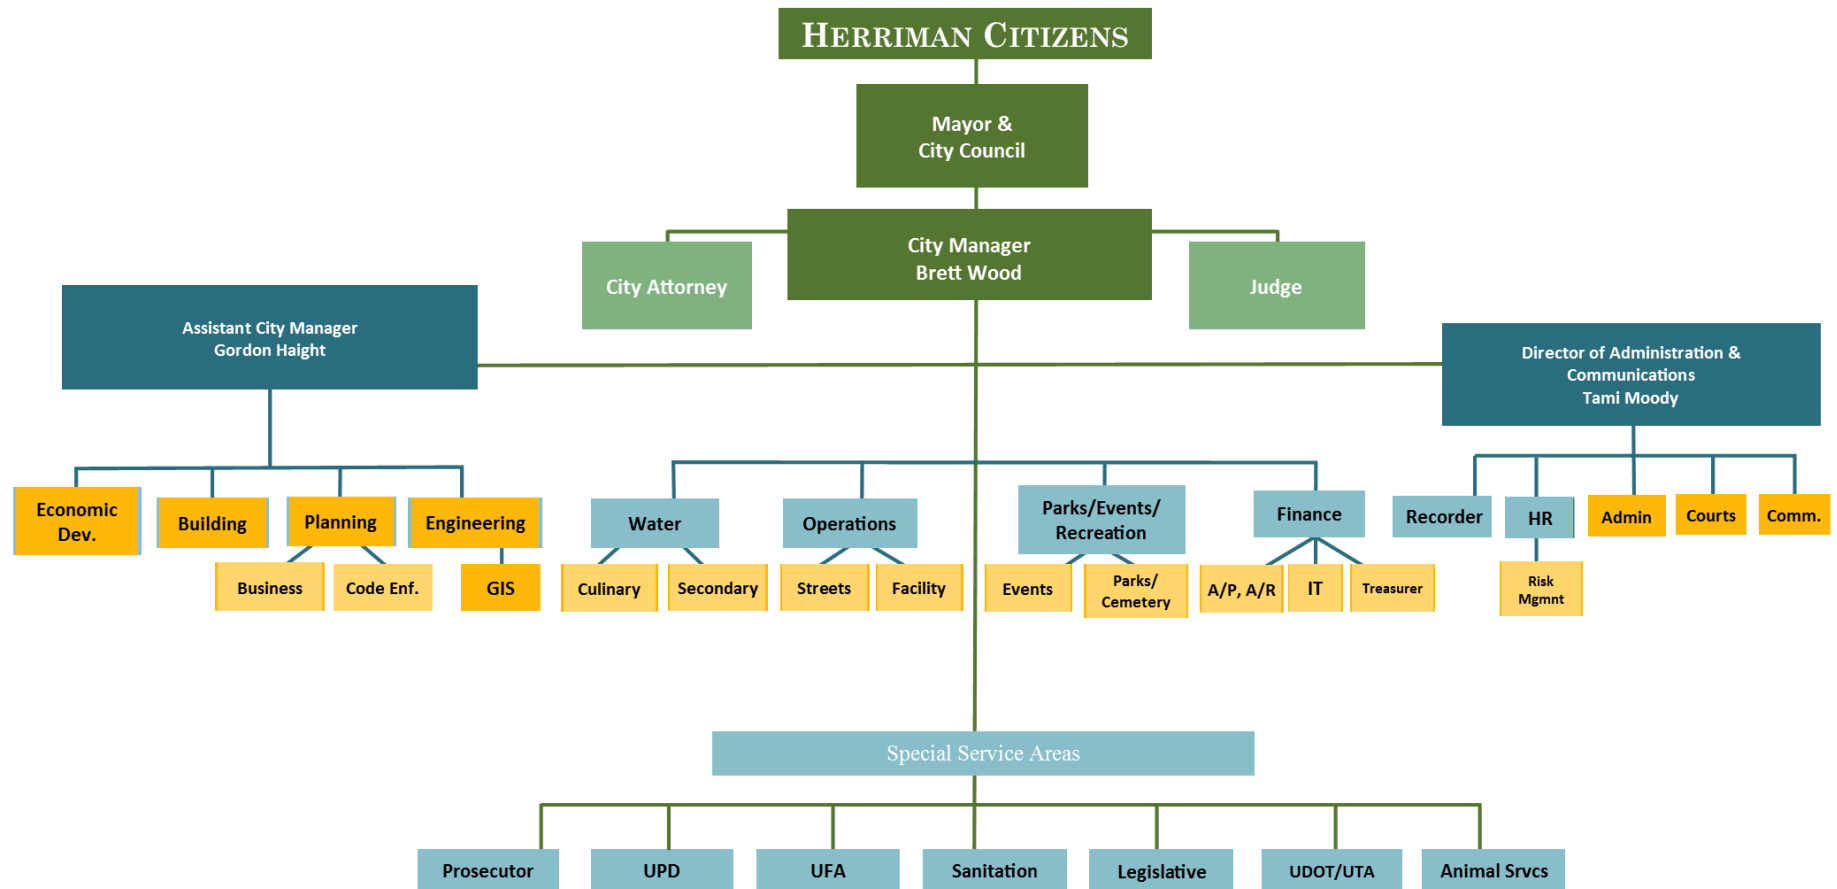 HERRIMAN CITIZENS
Mayor &
City Council
City Manager
Brett Wood
City Attorney
Judge
Assistant City Manager
Gordon Haight
Director of Administration &
Communications
Tami Moody
Economic
Dev.
Building
Planning
Engineering
Water
Operations
Parks/Events/
Recreation
Finance
Recorder
HR
Admin
Courts
Comm.
Business
Code Enf.
GIS
Culinary
Secondary
Streets
Facility
Events
Parks/
Cemetery
A/P, A/R
IT
Treasurer
Risk
Mgmnt
Special Service Areas
Prosecutor
UPD
UFA
Sanitation
Legislative
UDOT/UTA
Animal Srvcs